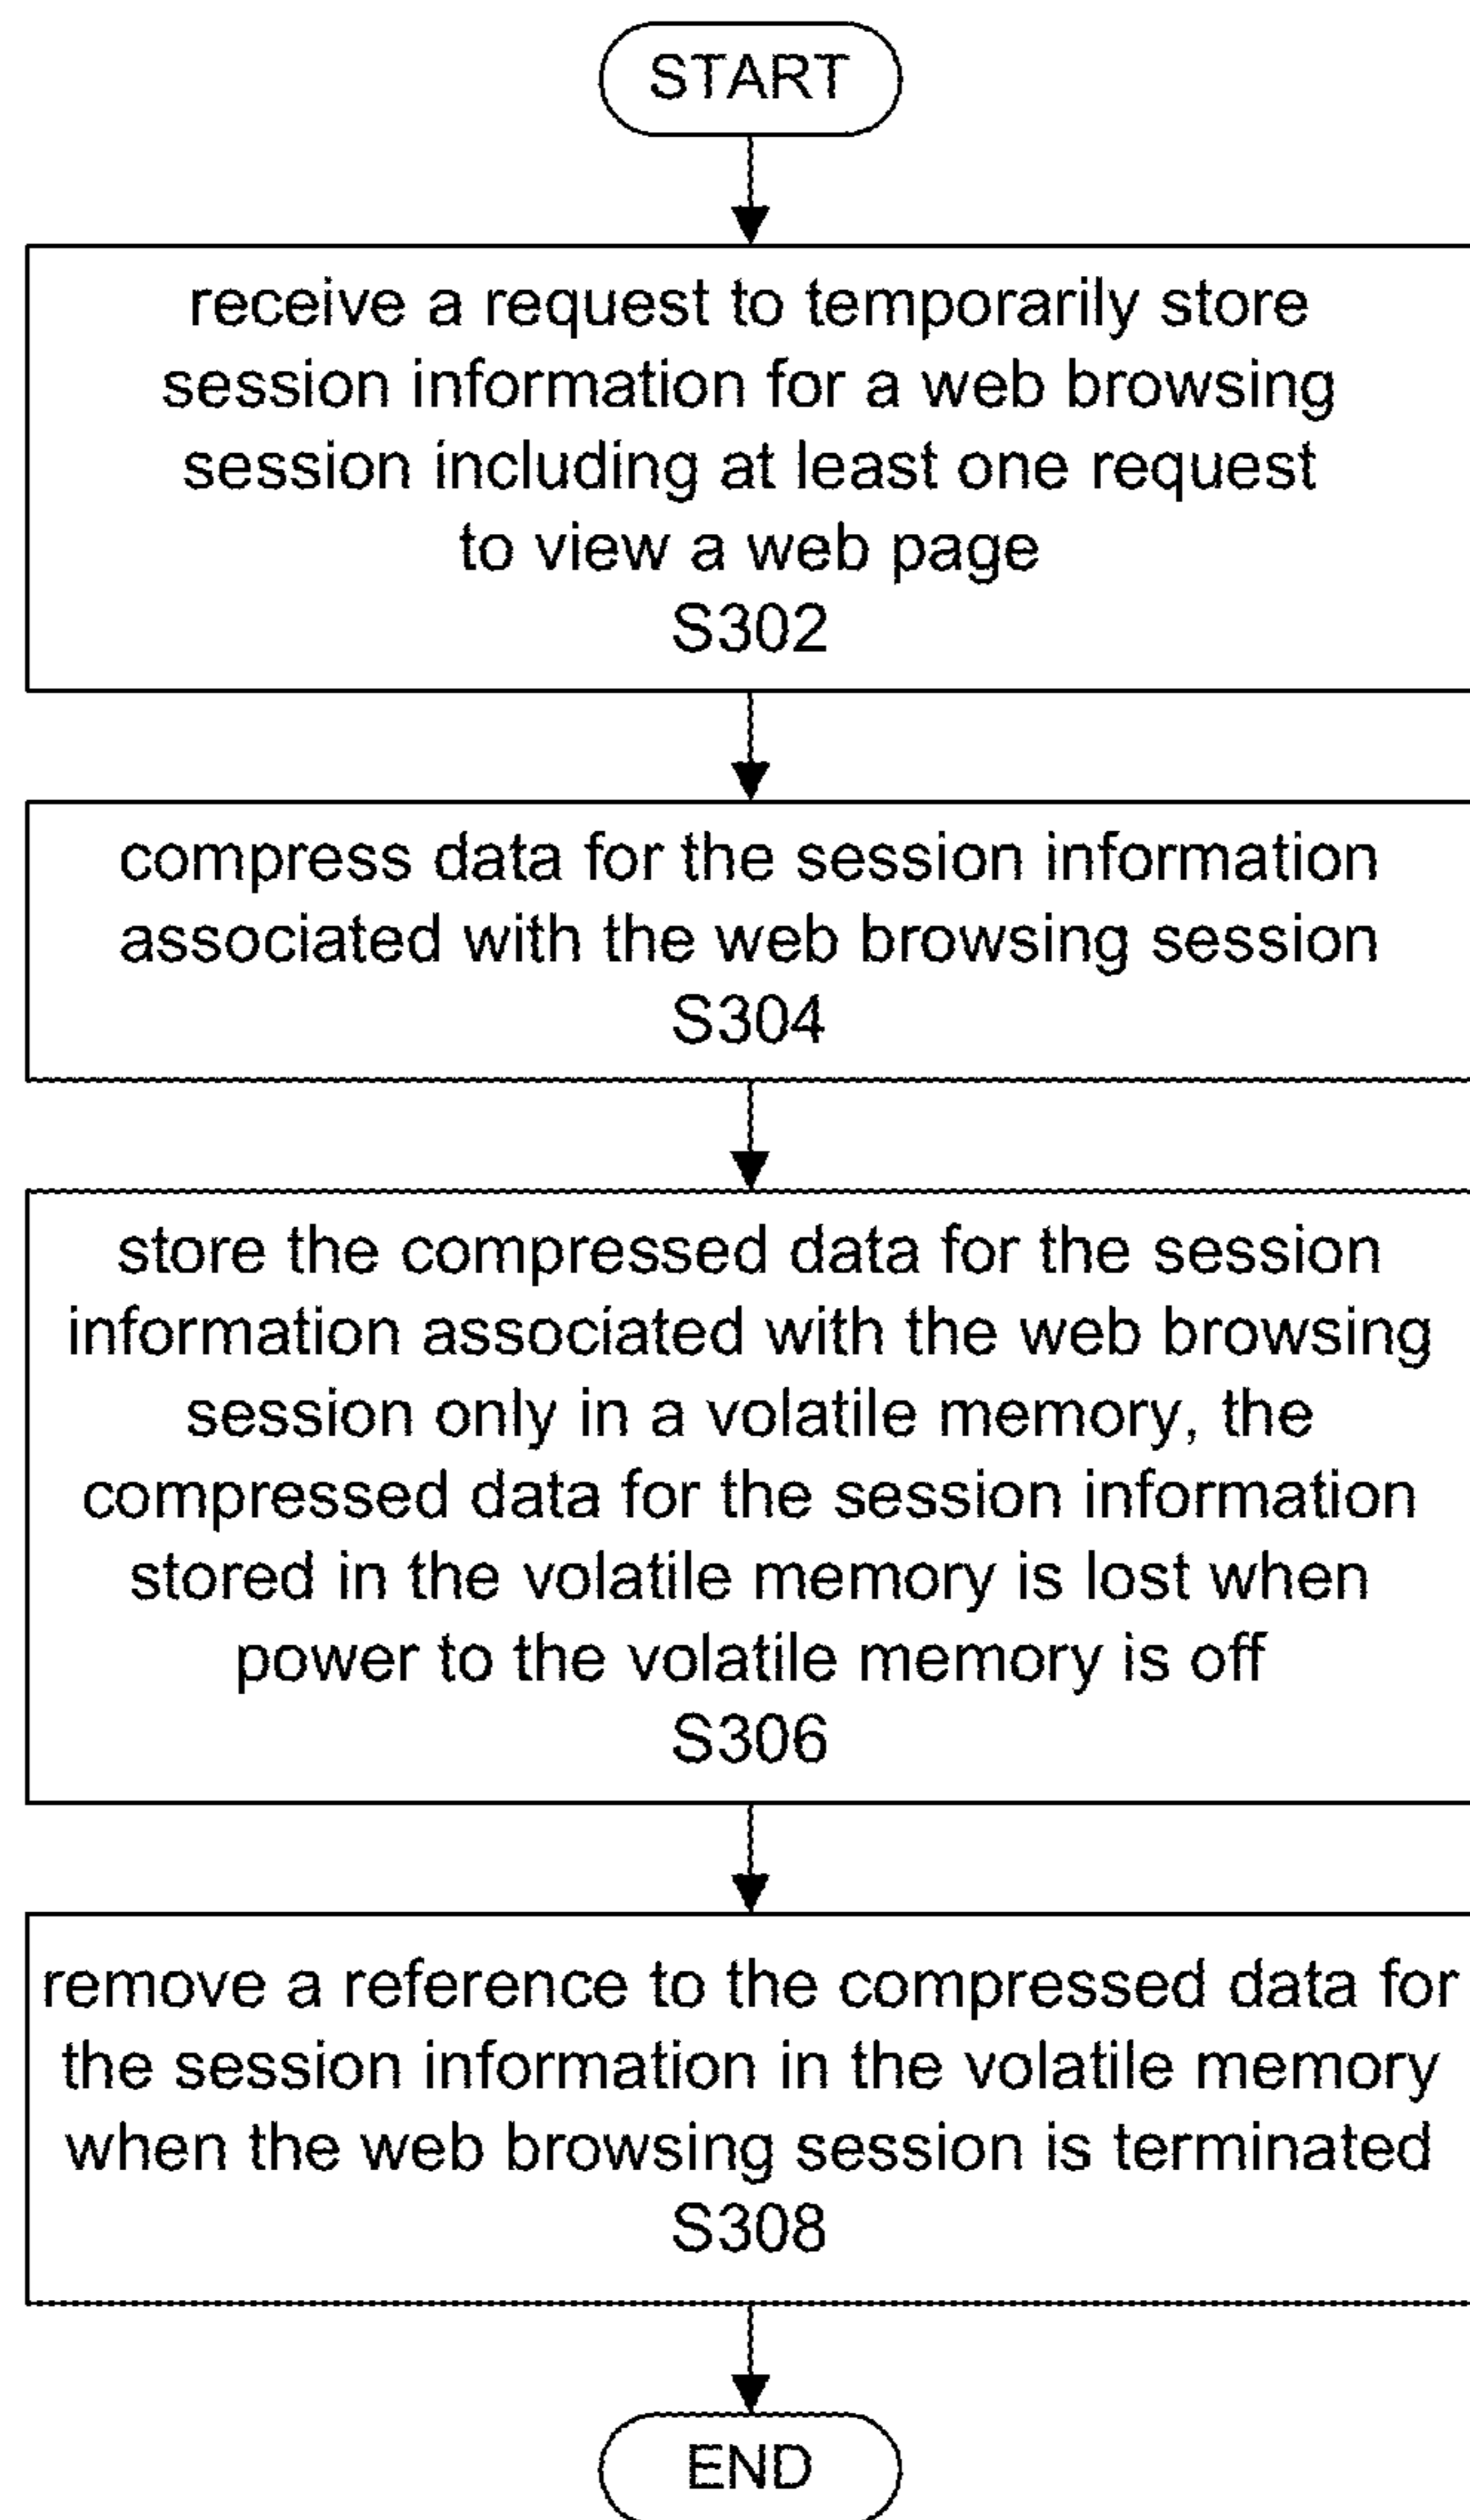 START
receive a request to temporarily store
session information for a web browsing
session including at least one request
to view a web page
S302
compress data for the session information
associated with the web browsing session
S304
store the compressed data for the session
information associated with the web browsing
session only in a volatile memory, the
compressed data for the session information
stored in the volatile memory is lost when
power to the volatile memory is off
S306
remove a reference to the compressed data for
the session information in the volatile memory
when the web browsing session is terminated
S308
END